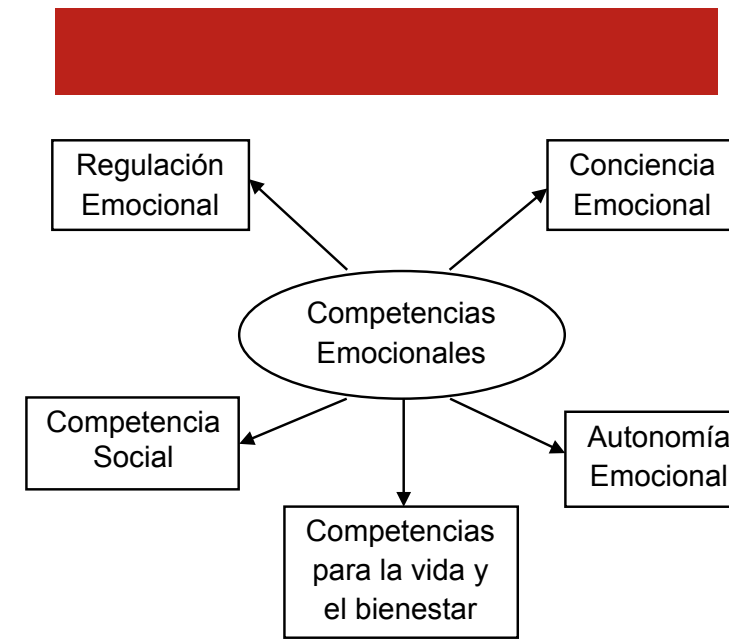 Regulación
Emocional
Conciencia
Emocional
Competencias
Emocionales
Competencia
Social
Autonomía
Emocional
Competencias
para la vida y
el bienestar